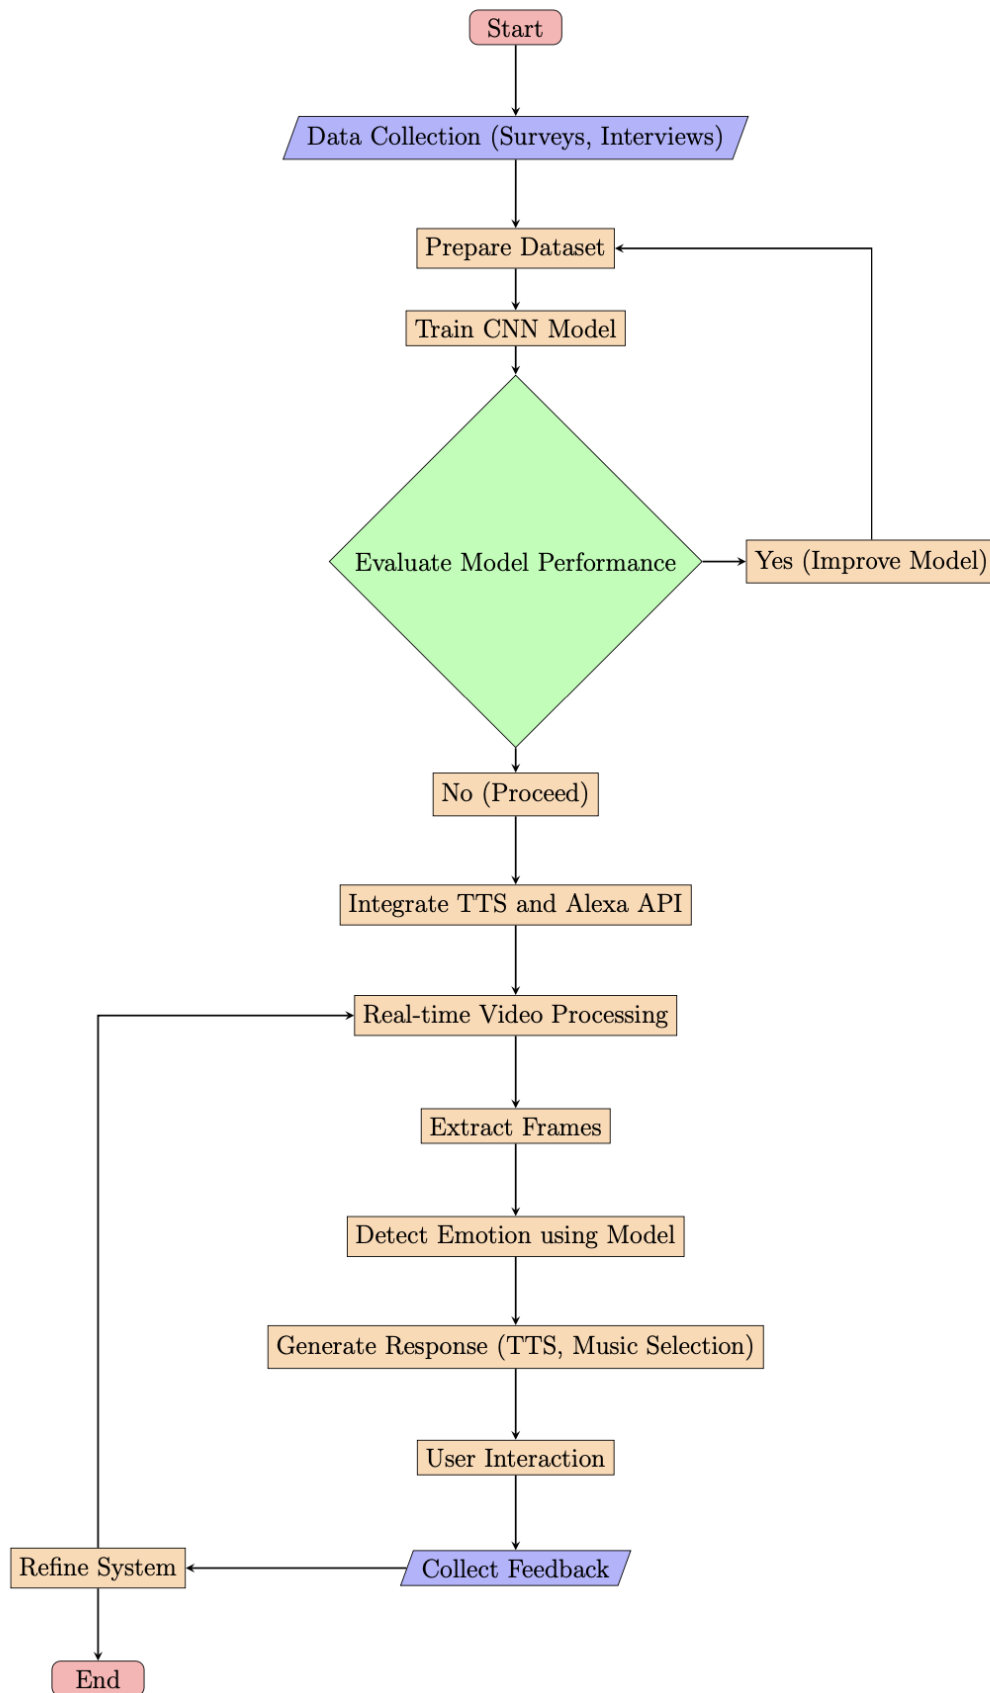 Start
Data Collection (Surveys, Interviews)
Prepare Dataset
Train CNN Model
Evaluate Model Performance
Yes (Improve Model)
No (Proceed)
Integrate TTS and Alexa API
Real-time Video Processing
Extract Frames
Detect Emotion using Model
Generate Response (TTS, Music Selection)
User Interaction
Collect Feedback
Refine System
End